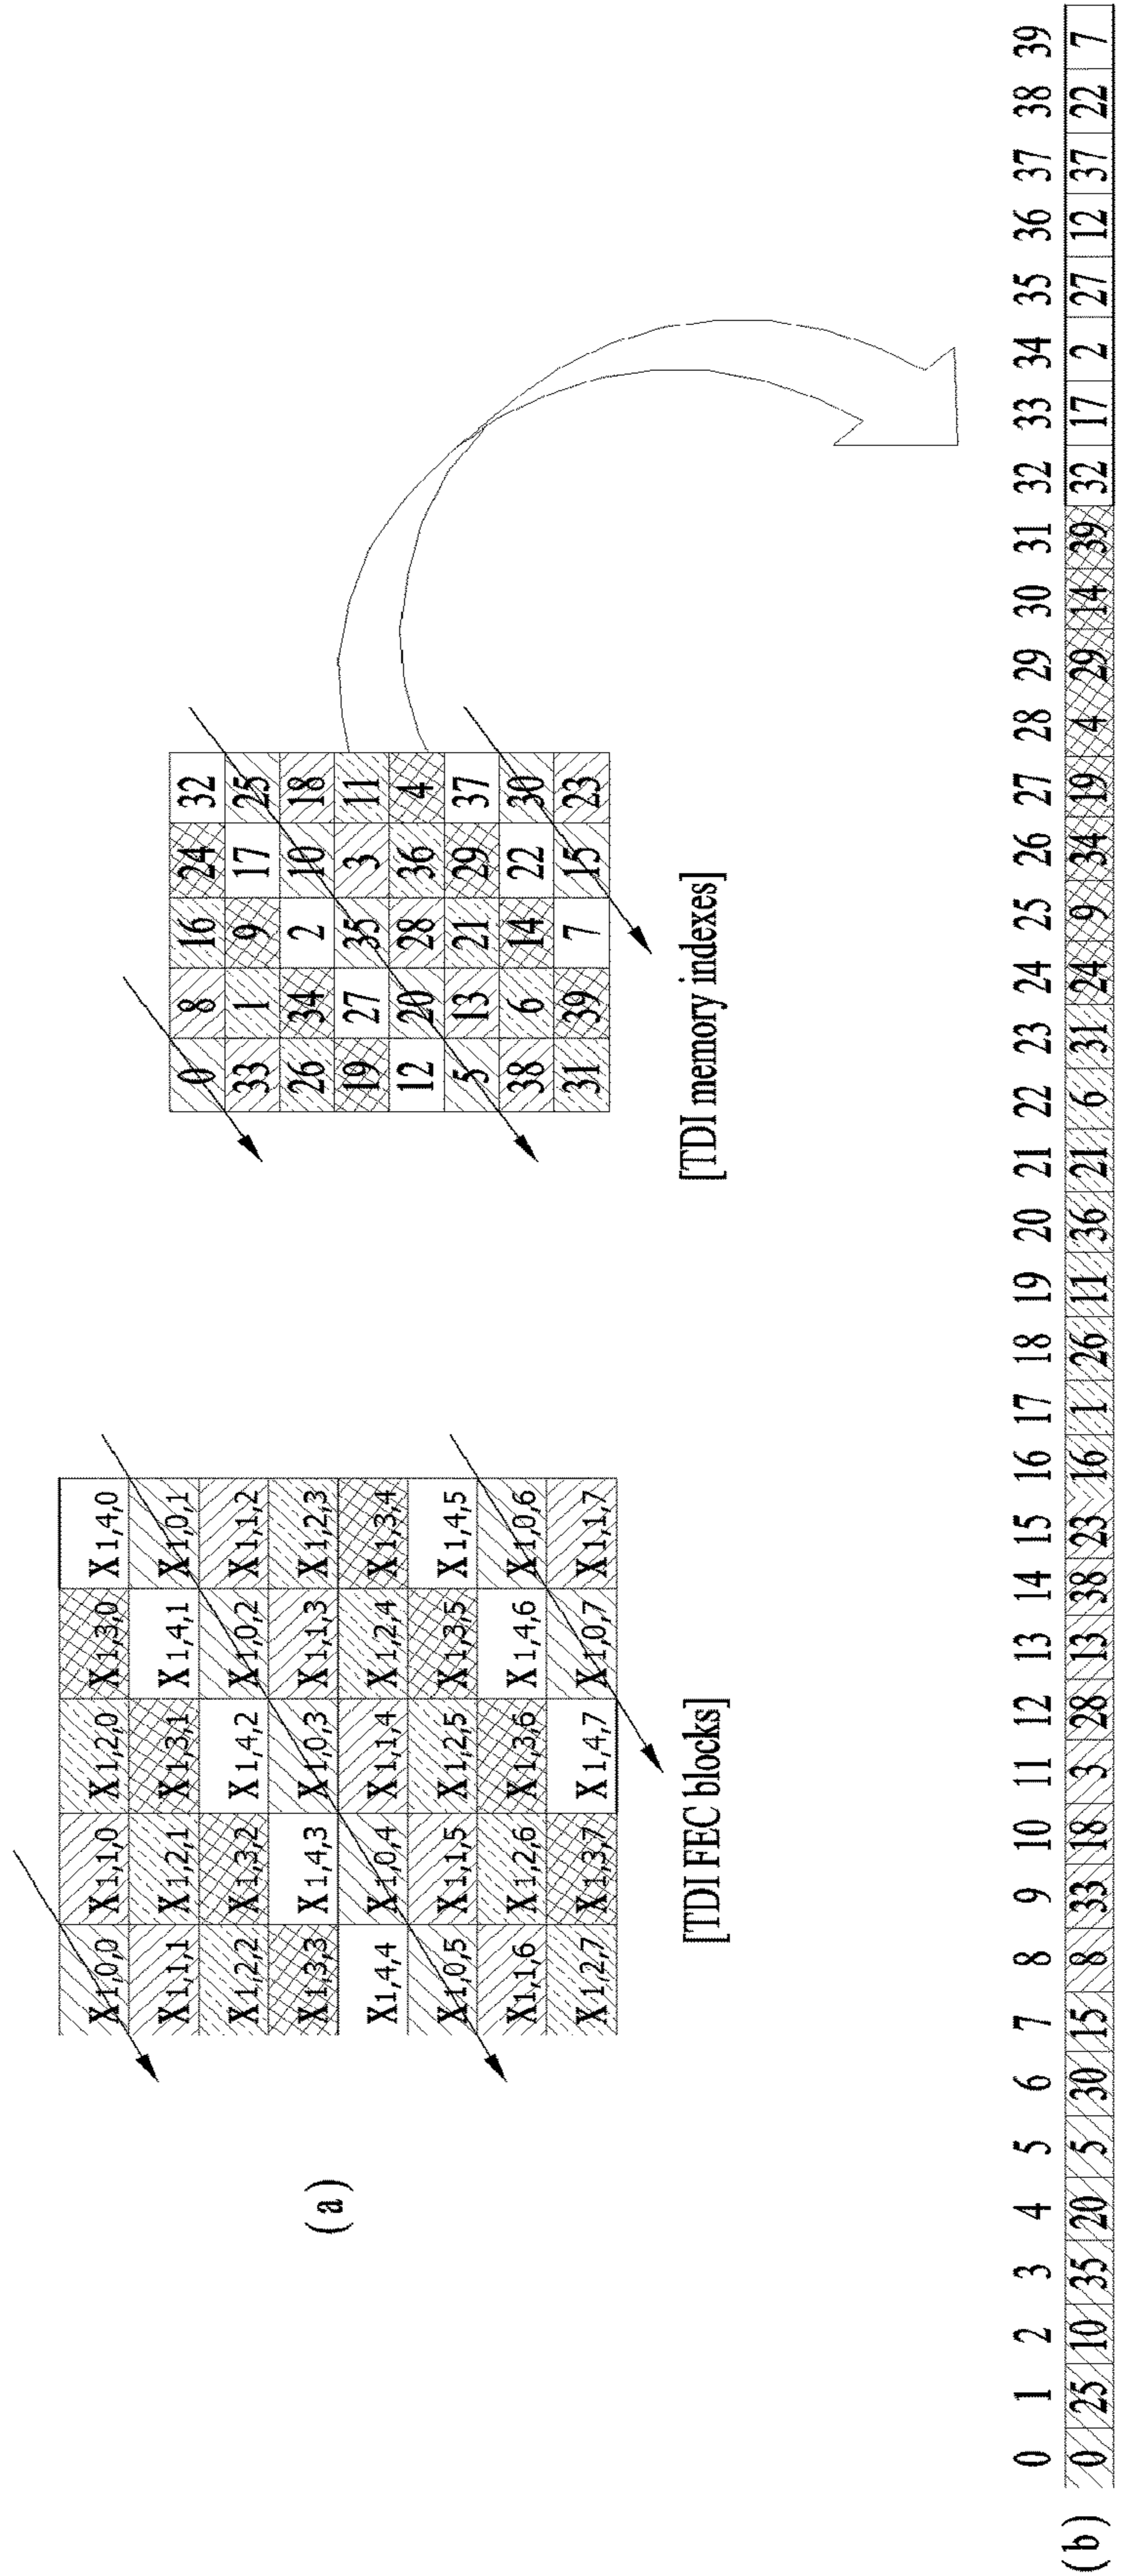 (a)
X1,0,0 X1,1,0 X1,2,0 X1,3,0 X1,4,0
X1,1,1 X1,2,1 X1,3,1 X1,4,1 X1,0,1
X1,2,2 X1,3,2 X1,4,2 X1,0,2 X1,1,2
X1,3,3 X1,4,3 X1,0,3 X1,1,3 X1,2,3
X1,4,4 X1,0,4 X1,1,4 X1,2,4 X1,3,4
X1,0,5 X1,1,5 X1,2,5 X1,3,5 X1,4,5
X1,1,6 X1,2,6 X1,3,6 X1,4,6 X1,0,6
X1,2,7 X1,3,7 X1,4,7 X1,0,7 X1,1,7
[TDI FEC blocks]
0 8 16 24 32
33 1 9 17 25
26 34 2 10 18
19 27 35 3 11
12 20 28 36 4
5 13 21 29 37
38 6 14 22 30
31 39 7 15 23
[TDI memory indexes]
0 1 2 3 4 5 6 7 8 9 10 11 12 13 14 15 16 17 18 19 20 21 22 23 24 25 26 27 28 29 30 31 32 33 34 35 36 37 38 39
(b) 0 25 10 35 20 5 30 15 8 33 18 3 28 13 38 23 16 1 26 11 36 21 6 31 24 9 34 19 4 29 14 39 32 17 2 27 12 37 22 7